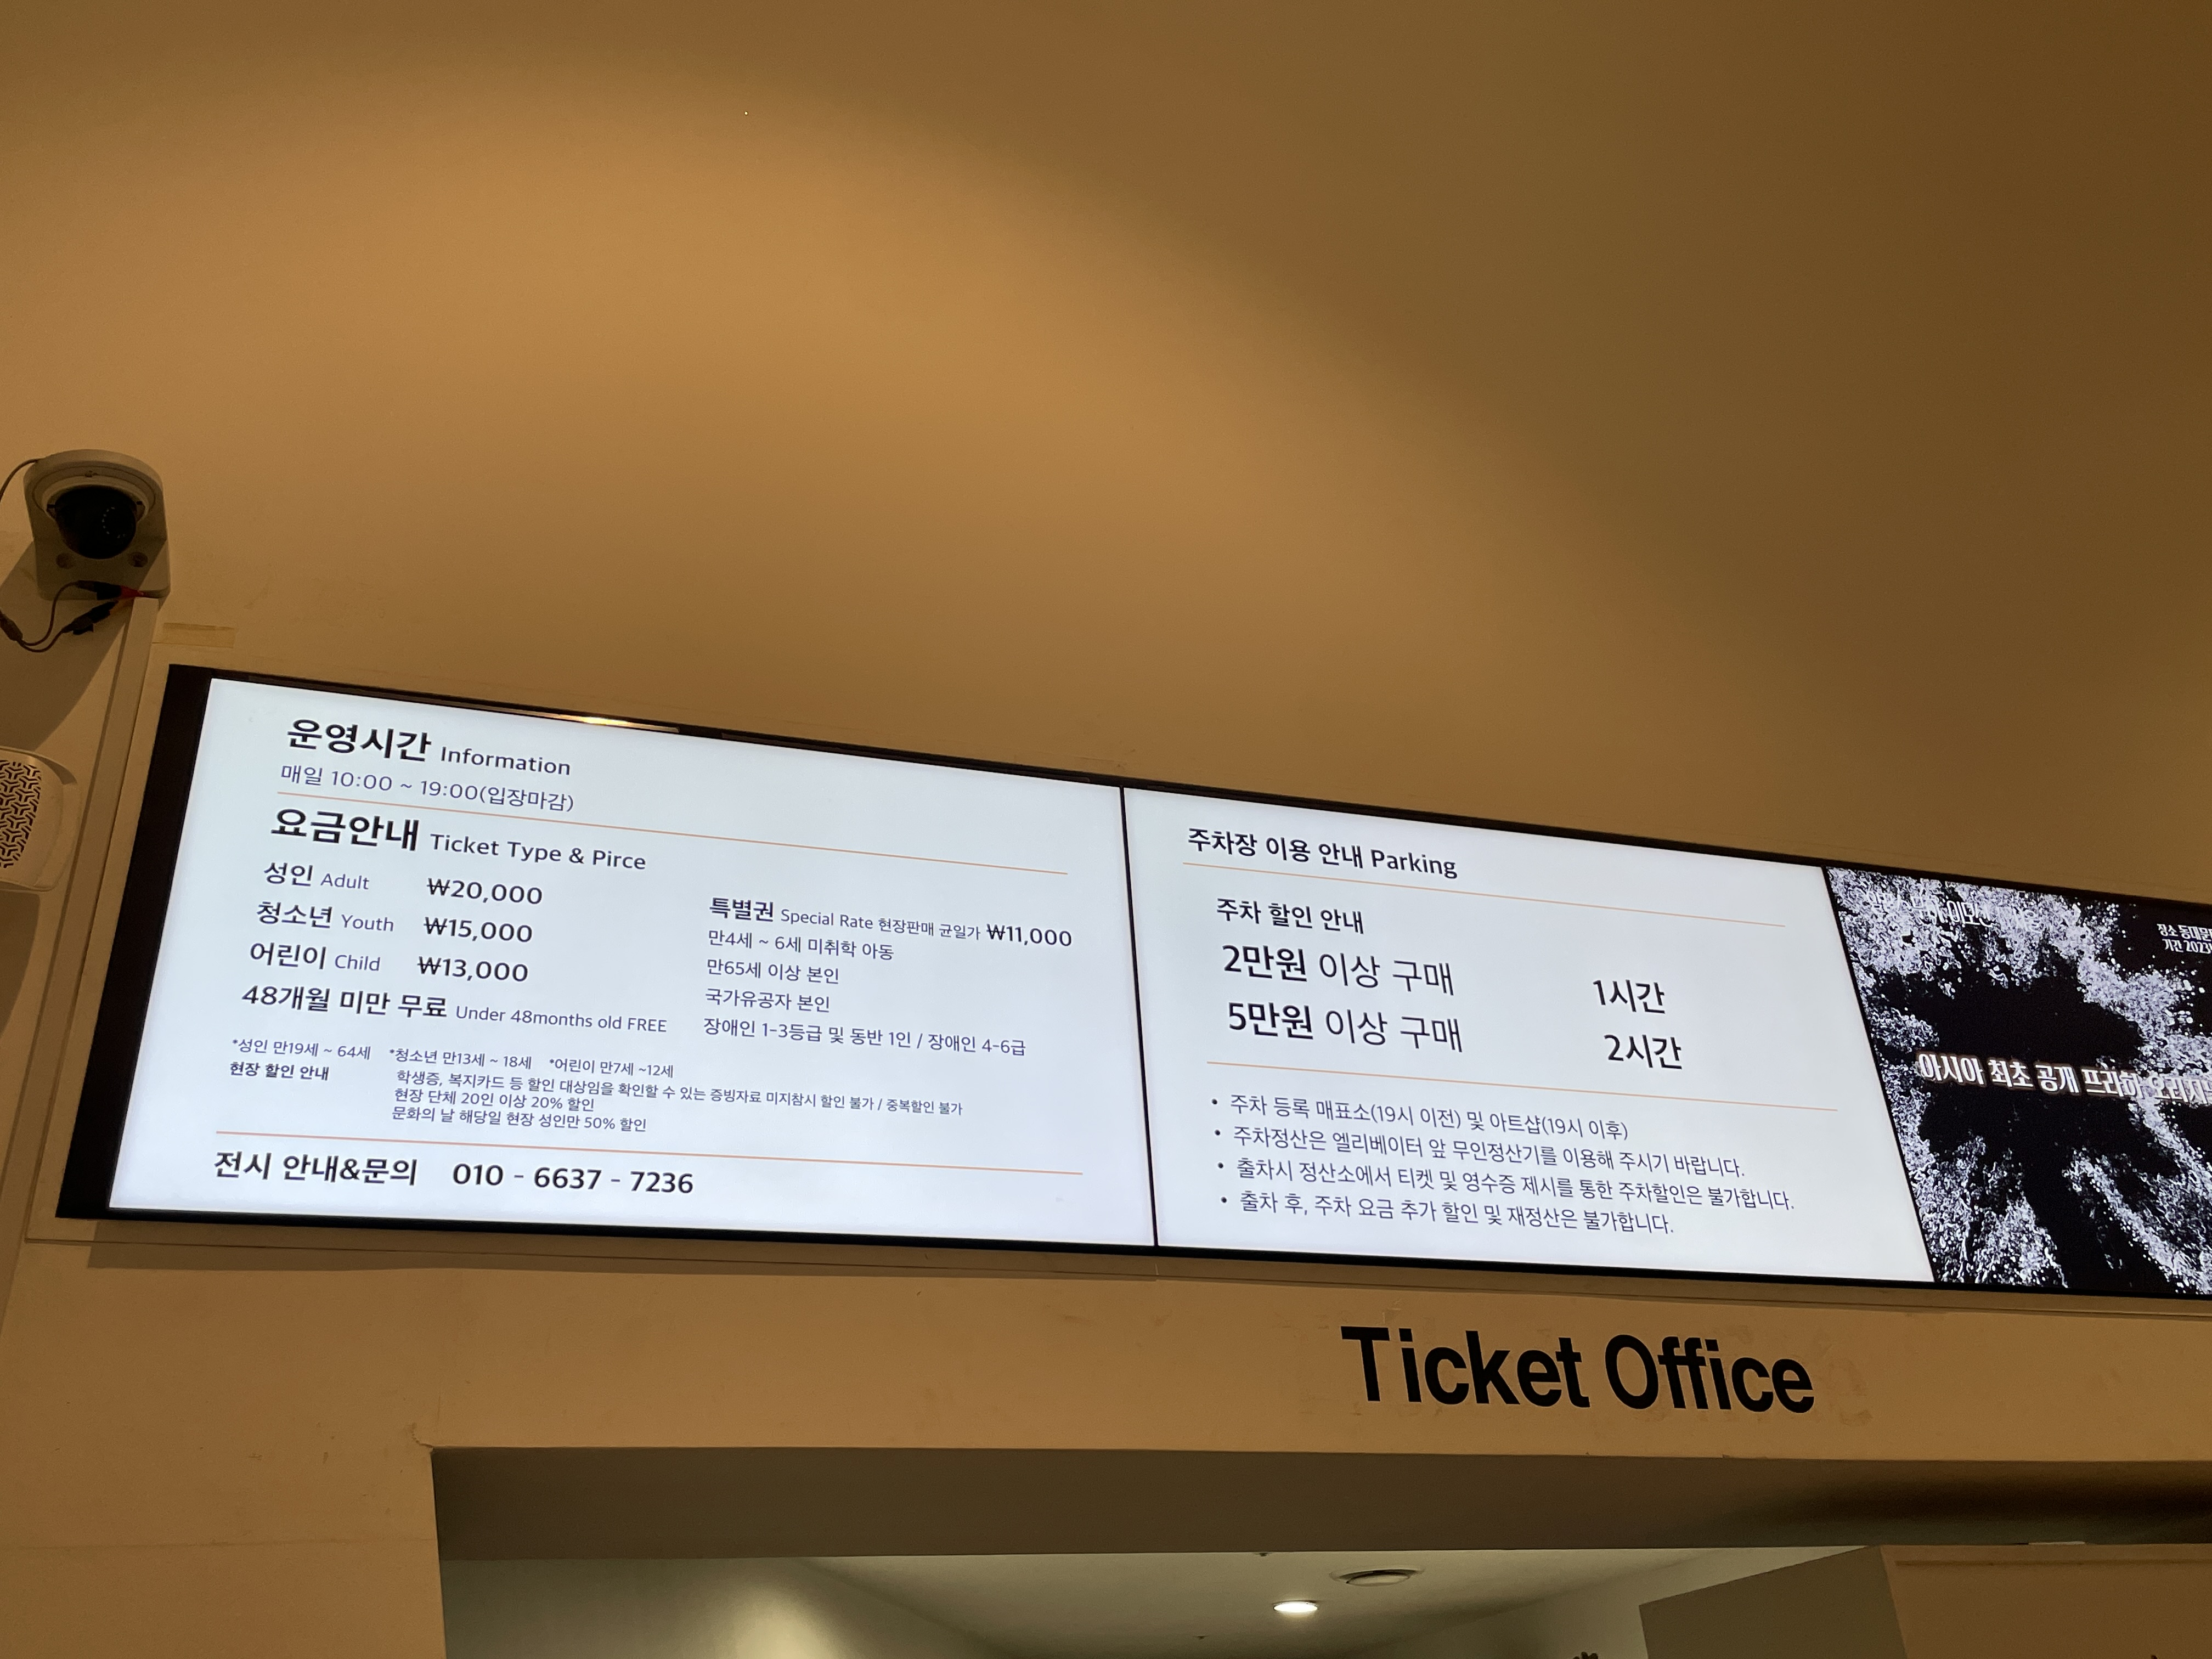 운영시간 Information
매일 10:00 ~ 19:00(입장마감)
요금안내 Ticket Type & Pirce
성인 Adult ₩20,000
청소년 Youth ₩15,000
어린이 Child ₩13,000
48개월 미만 무료 Under 48months old FREE
특별권 Special Rate 현장판매 균일가 ₩11,000
만4세 ~ 6세 미취학 아동
만65세 이상 본인
국가유공자 본인
장애인 1-3등급 및 동반 1인 / 장애인 4-6급
*성인 만19세 ~ 64세 *청소년 만13세 ~ 18세 *어린이 만7세 ~12세
현장 할인 안내 학생증, 복지카드 등 할인 대상임을 확인할 수 있는 증빙자료 미지참시 할인 불가 / 중복할인 불가
현장 단체 20인 이상 20% 할인
문화의 날 해당일 현장 성인만 50% 할인
전시 안내&문의 010 - 6637 - 7236
주차장 이용 안내 Parking
주차 할인 안내
2만원 이상 구매 1시간
5만원 이상 구매 2시간
• 주차 등록 매표소(19시 이전) 및 아트샵(19시 이후)
• 주차정산은 엘리베이터 앞 무인정산기를 이용해 주시기 바랍니다.
• 출차시 정산소에서 티켓 및 영수증 제시를 통한 주차할인은 불가합니다.
• 출차 후, 주차 요금 추가 할인 및 재정산은 불가합니다.
장소
기간 2023
아시아 최초 공개 프라하
Ticket Office